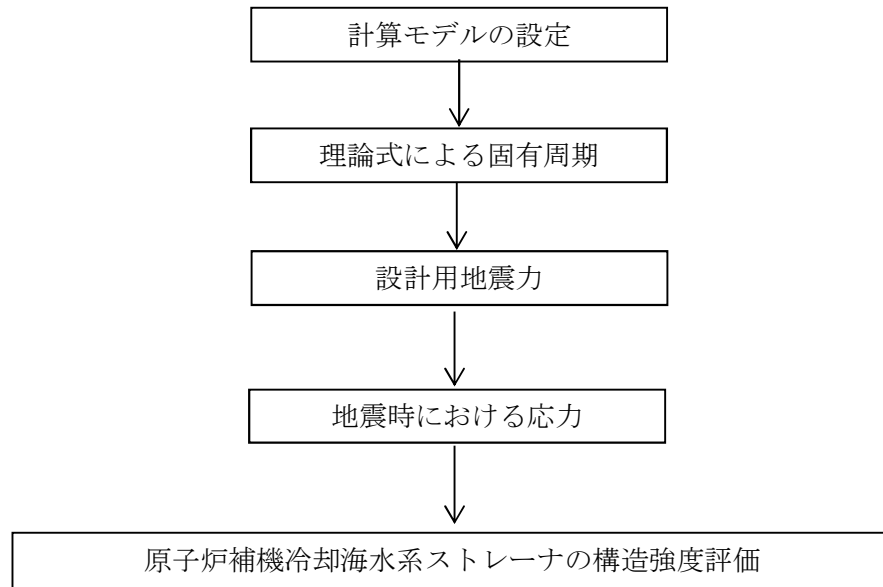 計算モデルの設定
理論式による固有周期
設計用地震力
地震時における応力
原子炉補機冷却海水系ストレーナの構造強度評価